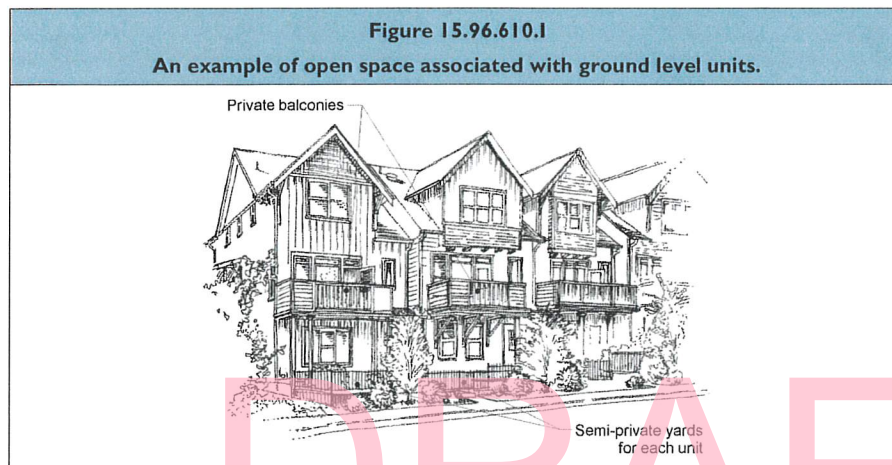 Figure 15.96.610.1
An example of open space associated with ground level units.
Private balconies
Semi-private yards
for each unit